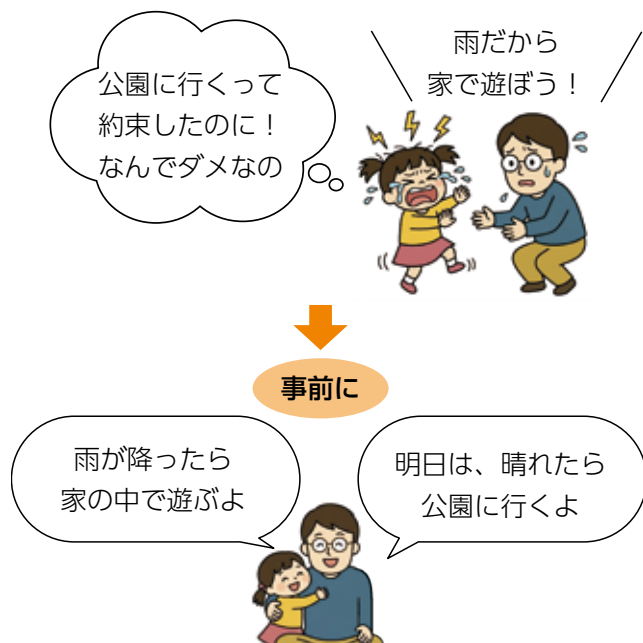 公園に行くって
約束したのに！
なんでダメなの
雨だから
家で遊ぼう！
事前に
雨が降ったら
家の中で遊ぶよ
明日は、晴れたら
公園に行くよ